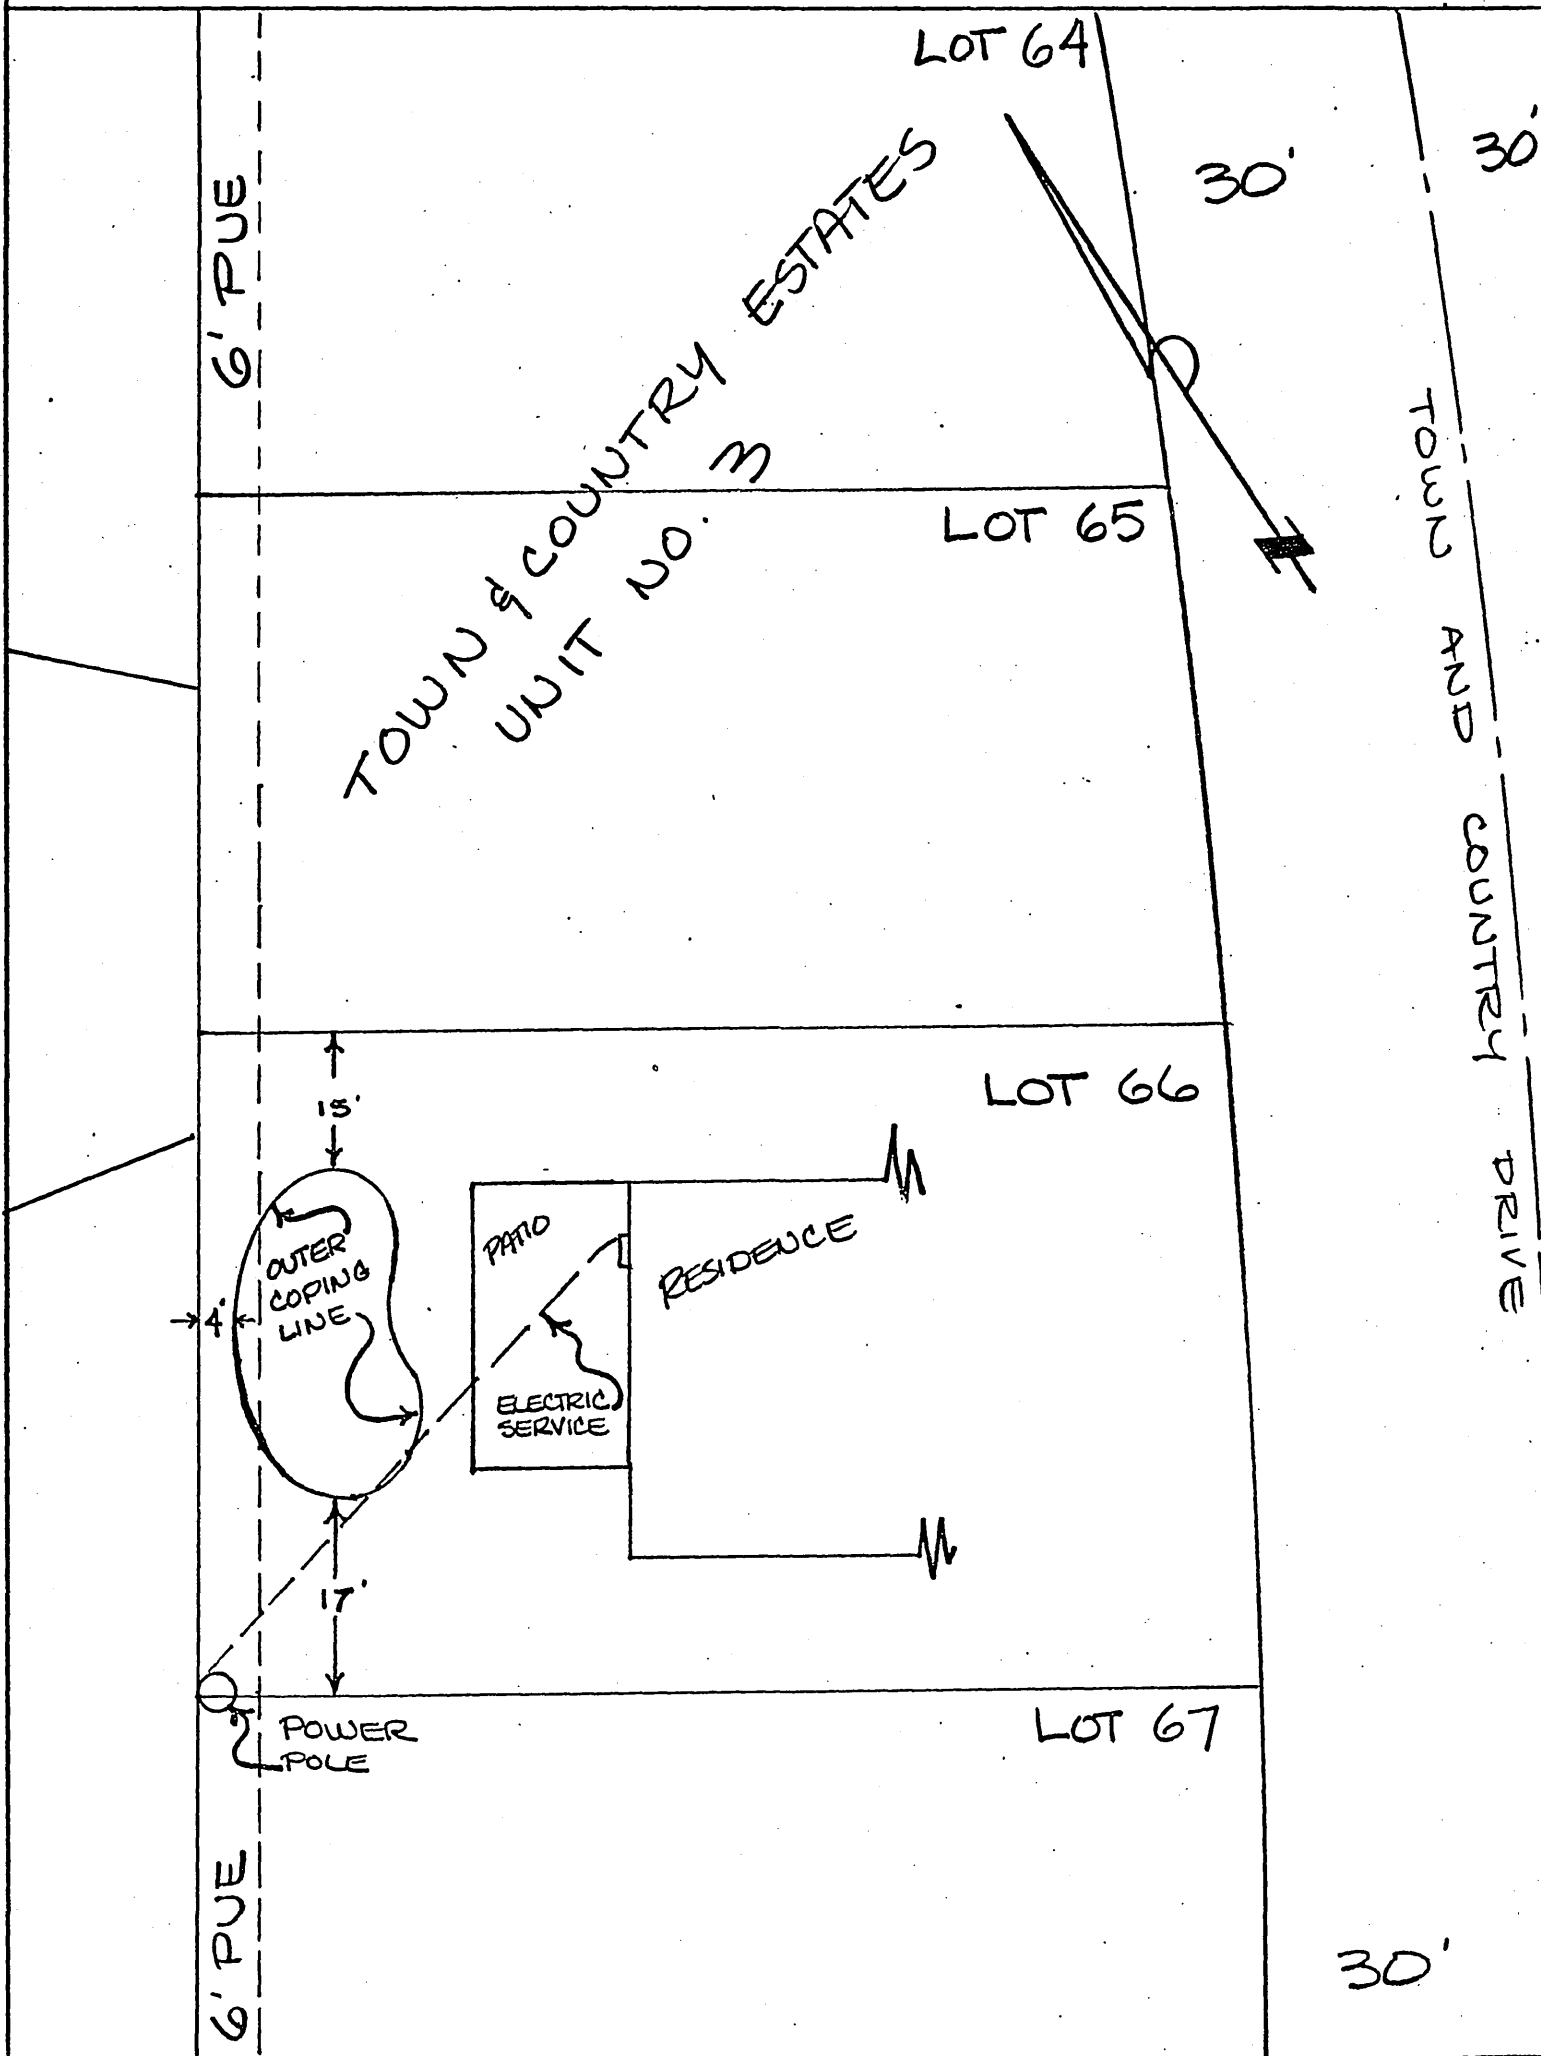 LOT 64
30'
30'
6' PUE
TOWN & COUNTRY ESTATES
UNIT NO. 3
LOT 65
TOWN AND COUNTRY DRIVE
LOT 66
15'
PATIO
RESIDENCE
OUTER
COPING
LINE
4'
ELECTRIC
SERVICE
17'
POWER
POLE
LOT 67
6' PUE
30'